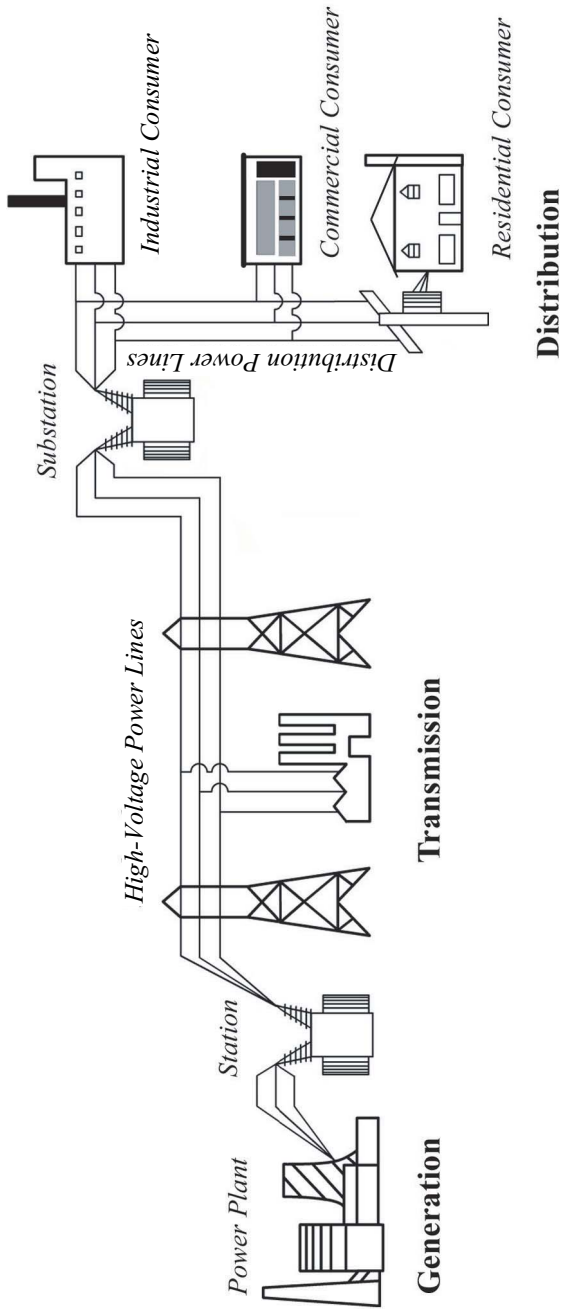 Power Plant
Station
High-Voltage Power Lines
Substation
Distribution Power Lines
Industrial Consumer
Commercial Consumer
Residential Consumer
Generation
Transmission
Distribution